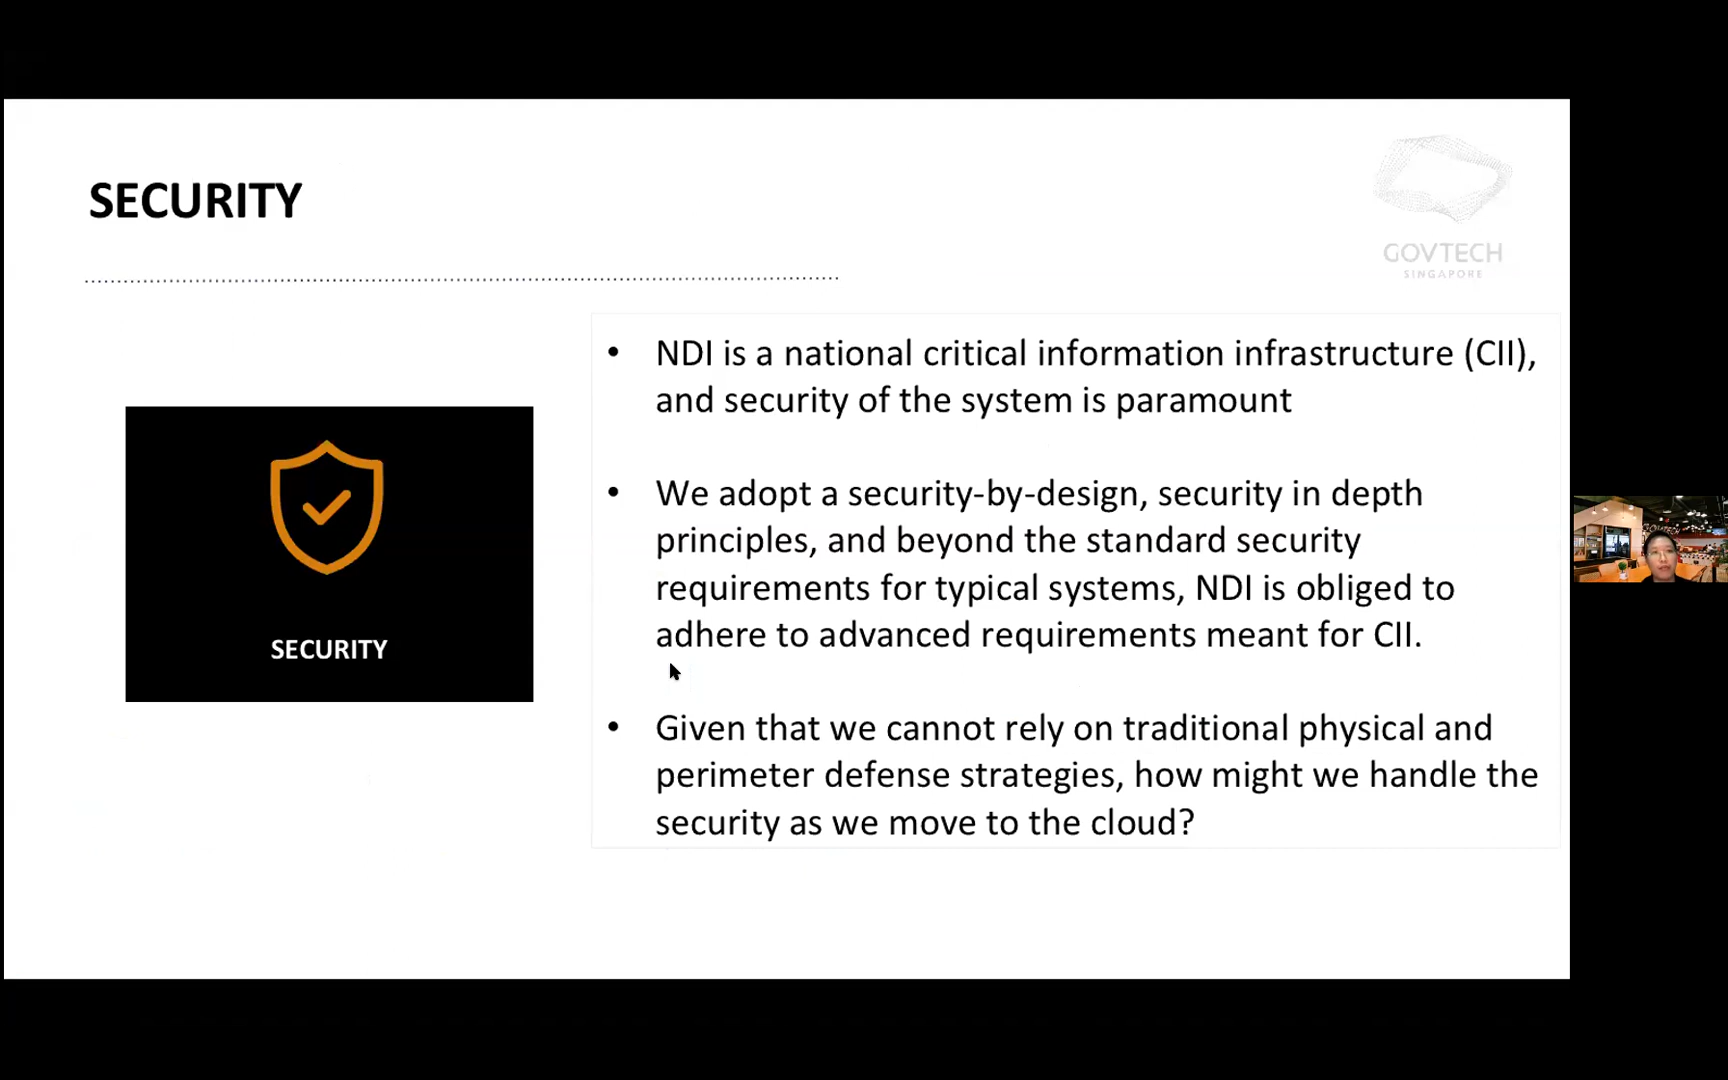 SECURITY
GOVTECH
SINGAPORE
SECURITY
• NDI is a national critical information infrastructure (CII),
and security of the system is paramount
• We adopt a security-by-design, security in depth
principles, and beyond the standard security
requirements for typical systems, NDI is obliged to
adhere to advanced requirements meant for CII.
• Given that we cannot rely on traditional physical and
perimeter defense strategies, how might we handle the
security as we move to the cloud?